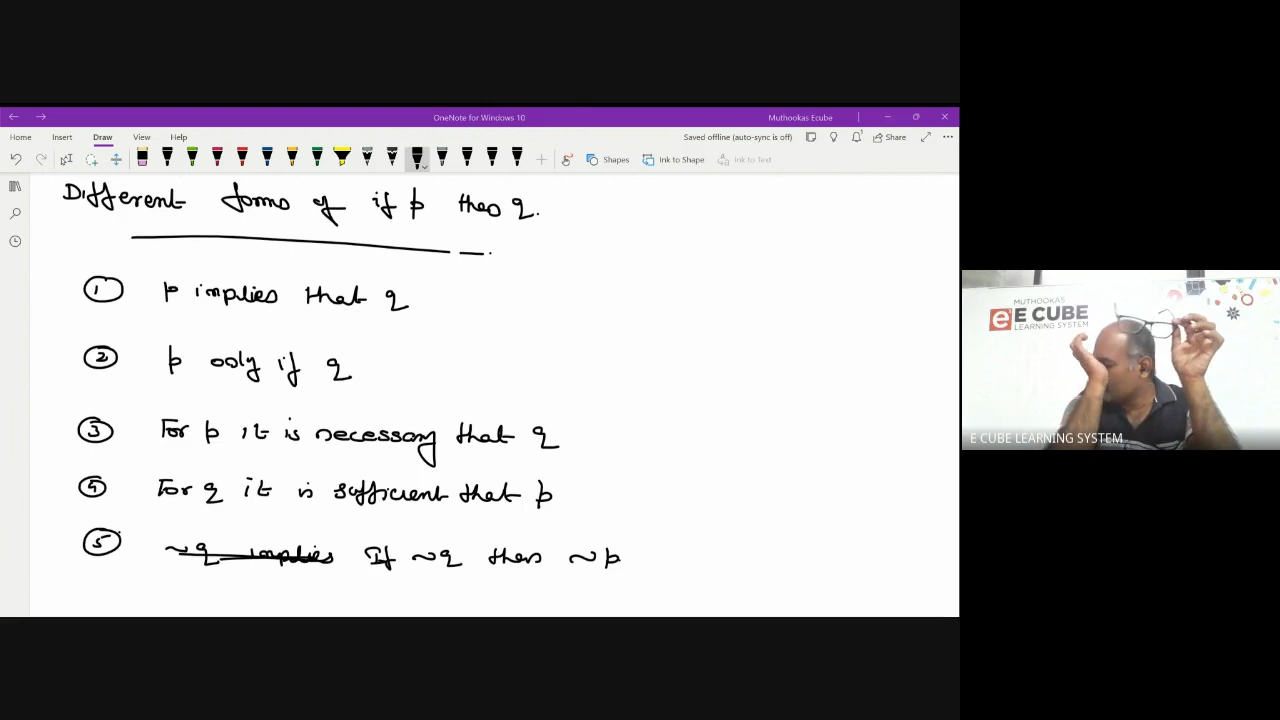 OneNote for Windows 10
Muthookas Ecube
Home Insert Draw View Help
Saved offline (auto-sync is off)
Share
Shapes
Ink to Shape
Ink to Text
Different forms of if p then q.
1 p implies that q
2 p only if q
3 For p it is necessary that q
4 For q it is sufficient that p
5 ~q implies If ~q then ~p
MUTHOOKAS
e E CUBE
LEARNING SYSTEM
E CUBE LEARNING SYSTEM